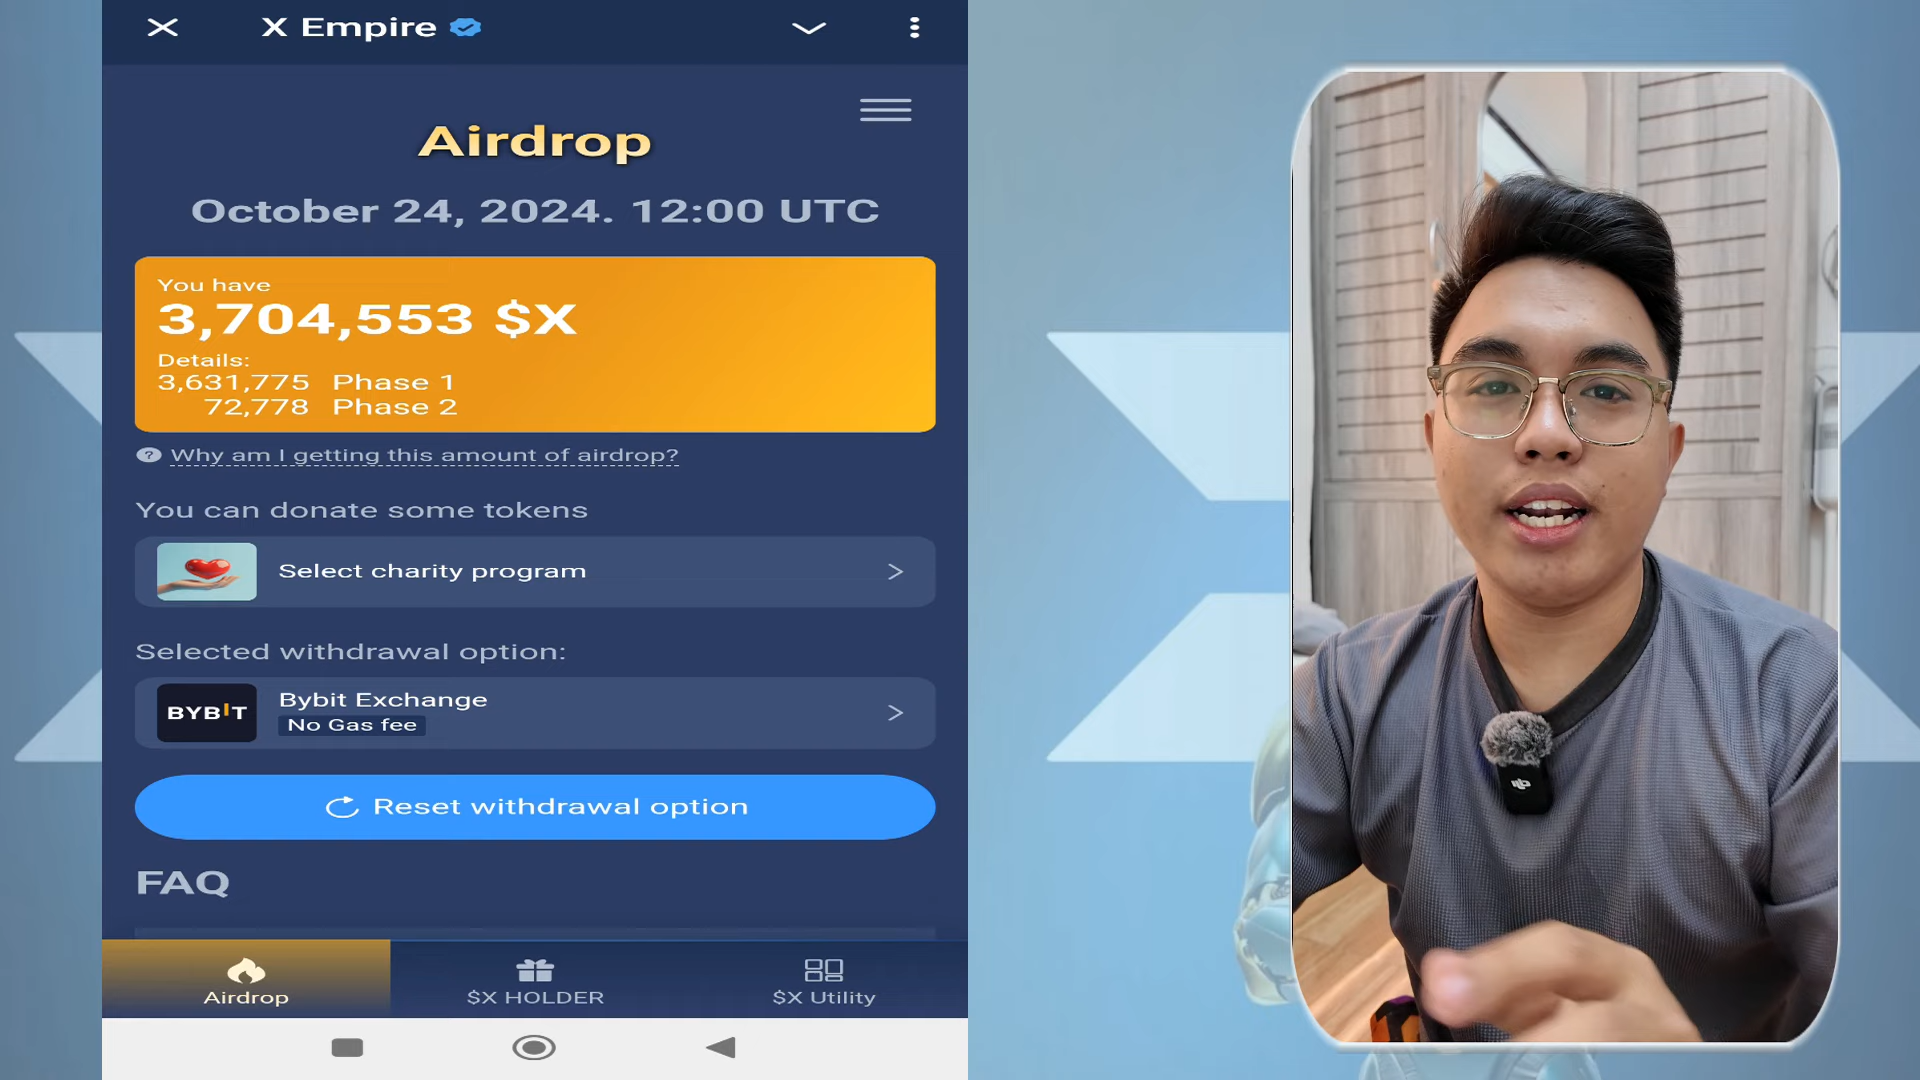 X Empire
Airdrop
October 24, 2024. 12:00 UTC
You have
3,704,553 $X
Details:
3,631,775 Phase 1
72,778 Phase 2
? Why am I getting this amount of airdrop?
You can donate some tokens
Select charity program >
Selected withdrawal option:
BYBIT
Bybit Exchange >
No Gas fee
Reset withdrawal option
FAQ
Airdrop
$X HOLDER
$X Utility
dji